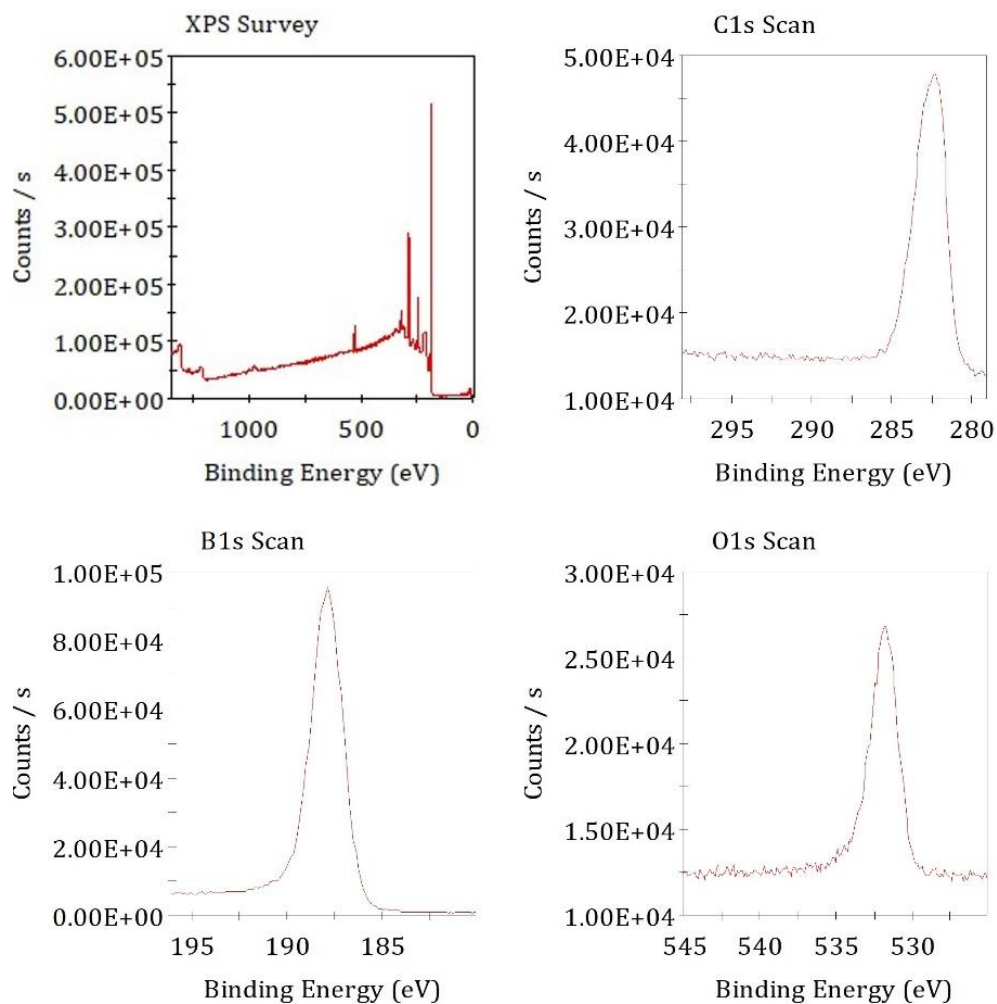 XPS Survey
6.00E+05
5.00E+05
4.00E+05
3.00E+05
2.00E+05
1.00E+05
0.00E+00
Counts / s
1000 500 0
Binding Energy (eV)
C1s Scan
5.00E+04
4.00E+04
3.00E+04
2.00E+04
1.00E+04
Counts / s
295 290 285 280
Binding Energy (eV)
B1s Scan
1.00E+05
8.00E+04
6.00E+04
4.00E+04
2.00E+04
0.00E+00
Counts / s
195 190 185
Binding Energy (eV)
O1s Scan
3.00E+04
2.50E+04
2.00E+04
1.50E+04
1.00E+04
Counts / s
545 540 535 530
Binding Energy (eV)